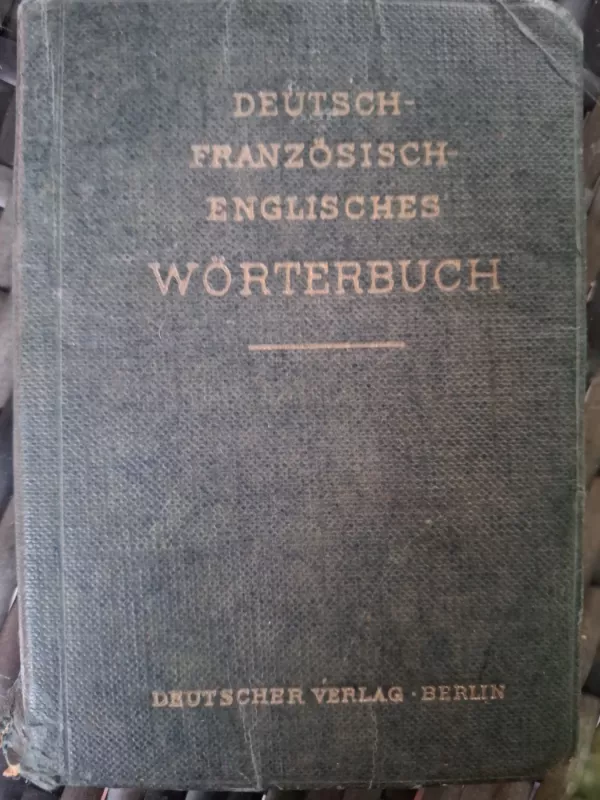 DEUTSCH-
FRANZÖSISCH-
ENGLISCHES
WÖRTERBUCH
DEUTSCHER VERLAG · BERLIN